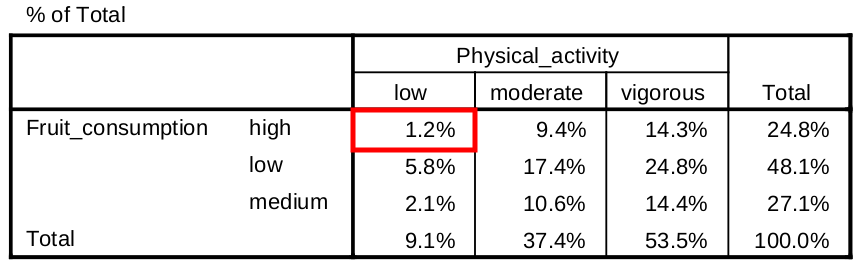 % of Total
Physical_activity
low moderate vigorous Total
Fruit_consumption high 1.2% 9.4% 14.3% 24.8%
low 5.8% 17.4% 24.8% 48.1%
medium 2.1% 10.6% 14.4% 27.1%
Total 9.1% 37.4% 53.5% 100.0%